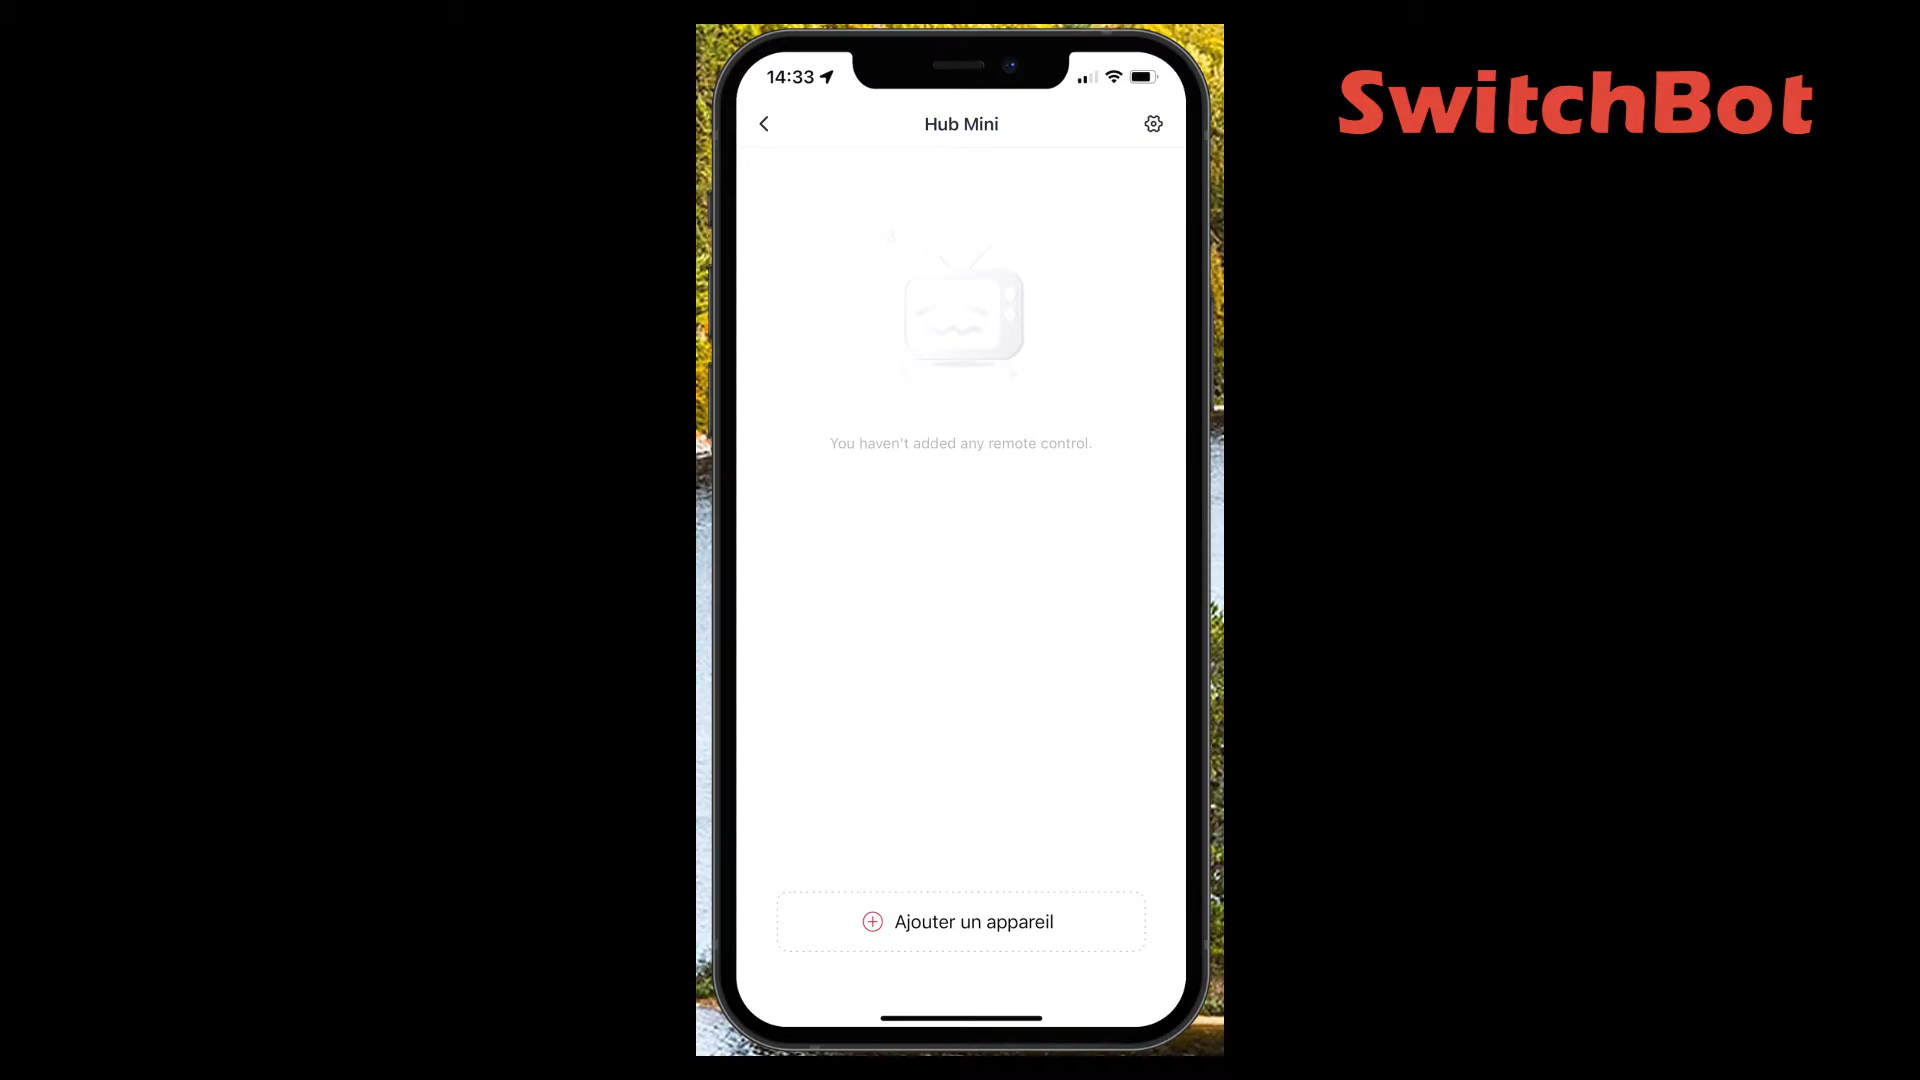 14:33
SwitchBot
Hub Mini
You haven't added any remote control.
Ajouter un appareil